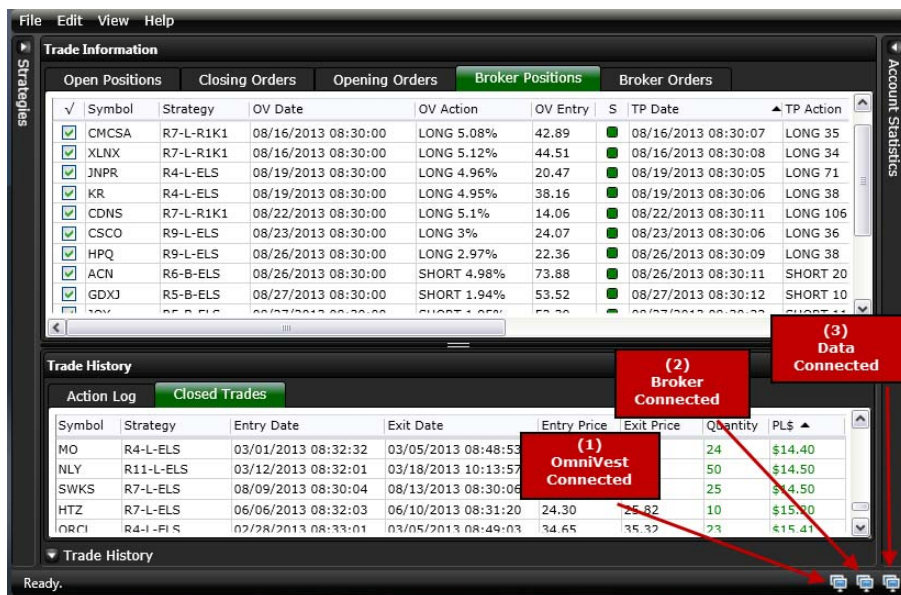 File Edit View Help
Strategies
Trade Information
Open Positions Closing Orders Opening Orders Broker Positions Broker Orders
√ Symbol Strategy OV Date OV Action OV Entry S TP Date TP Action
CMCSA R7-L-R1K1 08/16/2013 08:30:00 LONG 5.08% 42.89 08/16/2013 08:30:07 LONG 35
XLNX R7-L-R1K1 08/16/2013 08:30:00 LONG 5.12% 44.51 08/16/2013 08:30:08 LONG 34
JNPR R4-L-ELS 08/19/2013 08:30:00 LONG 4.96% 20.47 08/19/2013 08:30:05 LONG 71
KR R4-L-ELS 08/19/2013 08:30:00 LONG 4.95% 38.16 08/19/2013 08:30:06 LONG 38
CDNS R7-L-R1K1 08/22/2013 08:30:00 LONG 5.1% 14.06 08/22/2013 08:30:11 LONG 106
CSCO R9-L-ELS 08/23/2013 08:30:00 LONG 3% 24.07 08/23/2013 08:30:06 LONG 36
HPQ R9-L-ELS 08/26/2013 08:30:00 LONG 2.97% 22.36 08/26/2013 08:30:09 LONG 38
ACN R6-B-ELS 08/26/2013 08:30:00 SHORT 4.98% 73.88 08/26/2013 08:30:11 SHORT 20
GDXJ R5-B-ELS 08/27/2013 08:30:00 SHORT 1.94% 53.52 08/27/2013 08:30:12 SHORT 10
Account Statistics
(3)
Data
Connected
(2)
Broker
Connected
(1)
OmniVest
Connected
Trade History
Action Log Closed Trades
Symbol Strategy Entry Date Exit Date Entry Price Exit Price Quantity PL$
MO R4-L-ELS 03/01/2013 08:32:32 03/05/2013 08:48:53 24 $14.40
NLY R11-L-ELS 03/12/2013 08:32:01 03/18/2013 10:13:57 50 $14.50
SWKS R7-L-ELS 08/09/2013 08:30:04 08/13/2013 08:30:06 25 $14.50
HTZ R7-L-ELS 06/06/2013 08:32:03 06/10/2013 08:31:20 24.30 25.82 10 $15.20
ORCL R4-L-ELS 02/28/2013 08:33:01 03/05/2013 08:49:03 34.65 35.32 23 $15.41
Trade History
Ready.